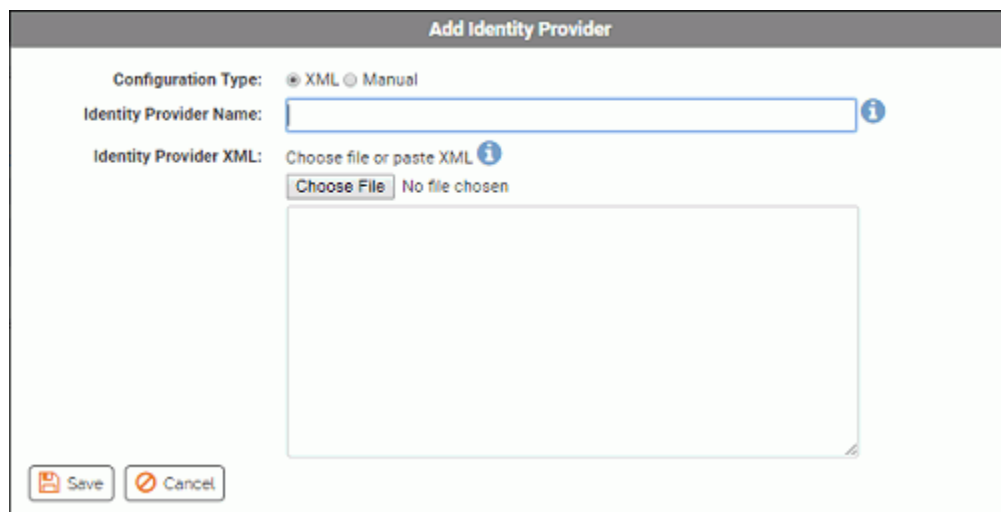 Add Identity Provider
Configuration Type: XML Manual
Identity Provider Name:
Identity Provider XML: Choose file or paste XML
Choose File No file chosen
Save Cancel